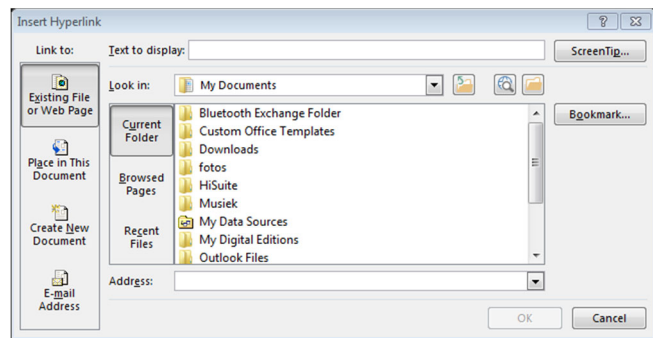 Insert Hyperlink
Link to:
Text to display:
ScreenTip...
Existing File
or Web Page
Look in:
My Documents
Place in This
Document
Create New
Document
E-mail
Address
Current
Folder
Browsed
Pages
Recent
Files
Bluetooth Exchange Folder
Custom Office Templates
Downloads
fotos
HiSuite
Musiek
My Data Sources
My Digital Editions
Outlook Files
Bookmark...
Address:
OK
Cancel